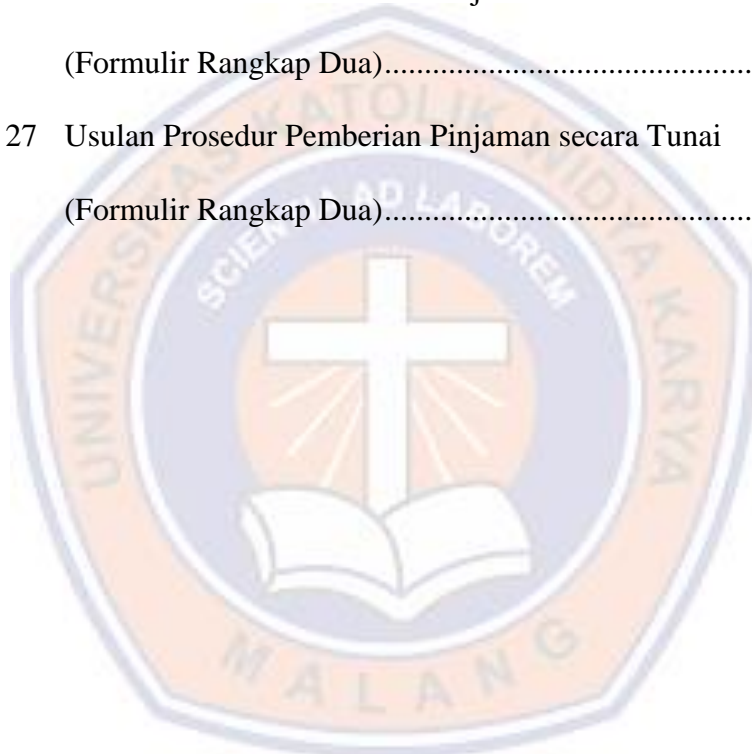 (Formulir Rangkap Dua)..............................................
27 Usulan Prosedur Pemberian Pinjaman secara Tunai
(Formulir Rangkap Dua)..............................................
UNIVERSITAS KATOLIK WIDYA KARYA
SCIENTIA AD LABOREM
MALANG